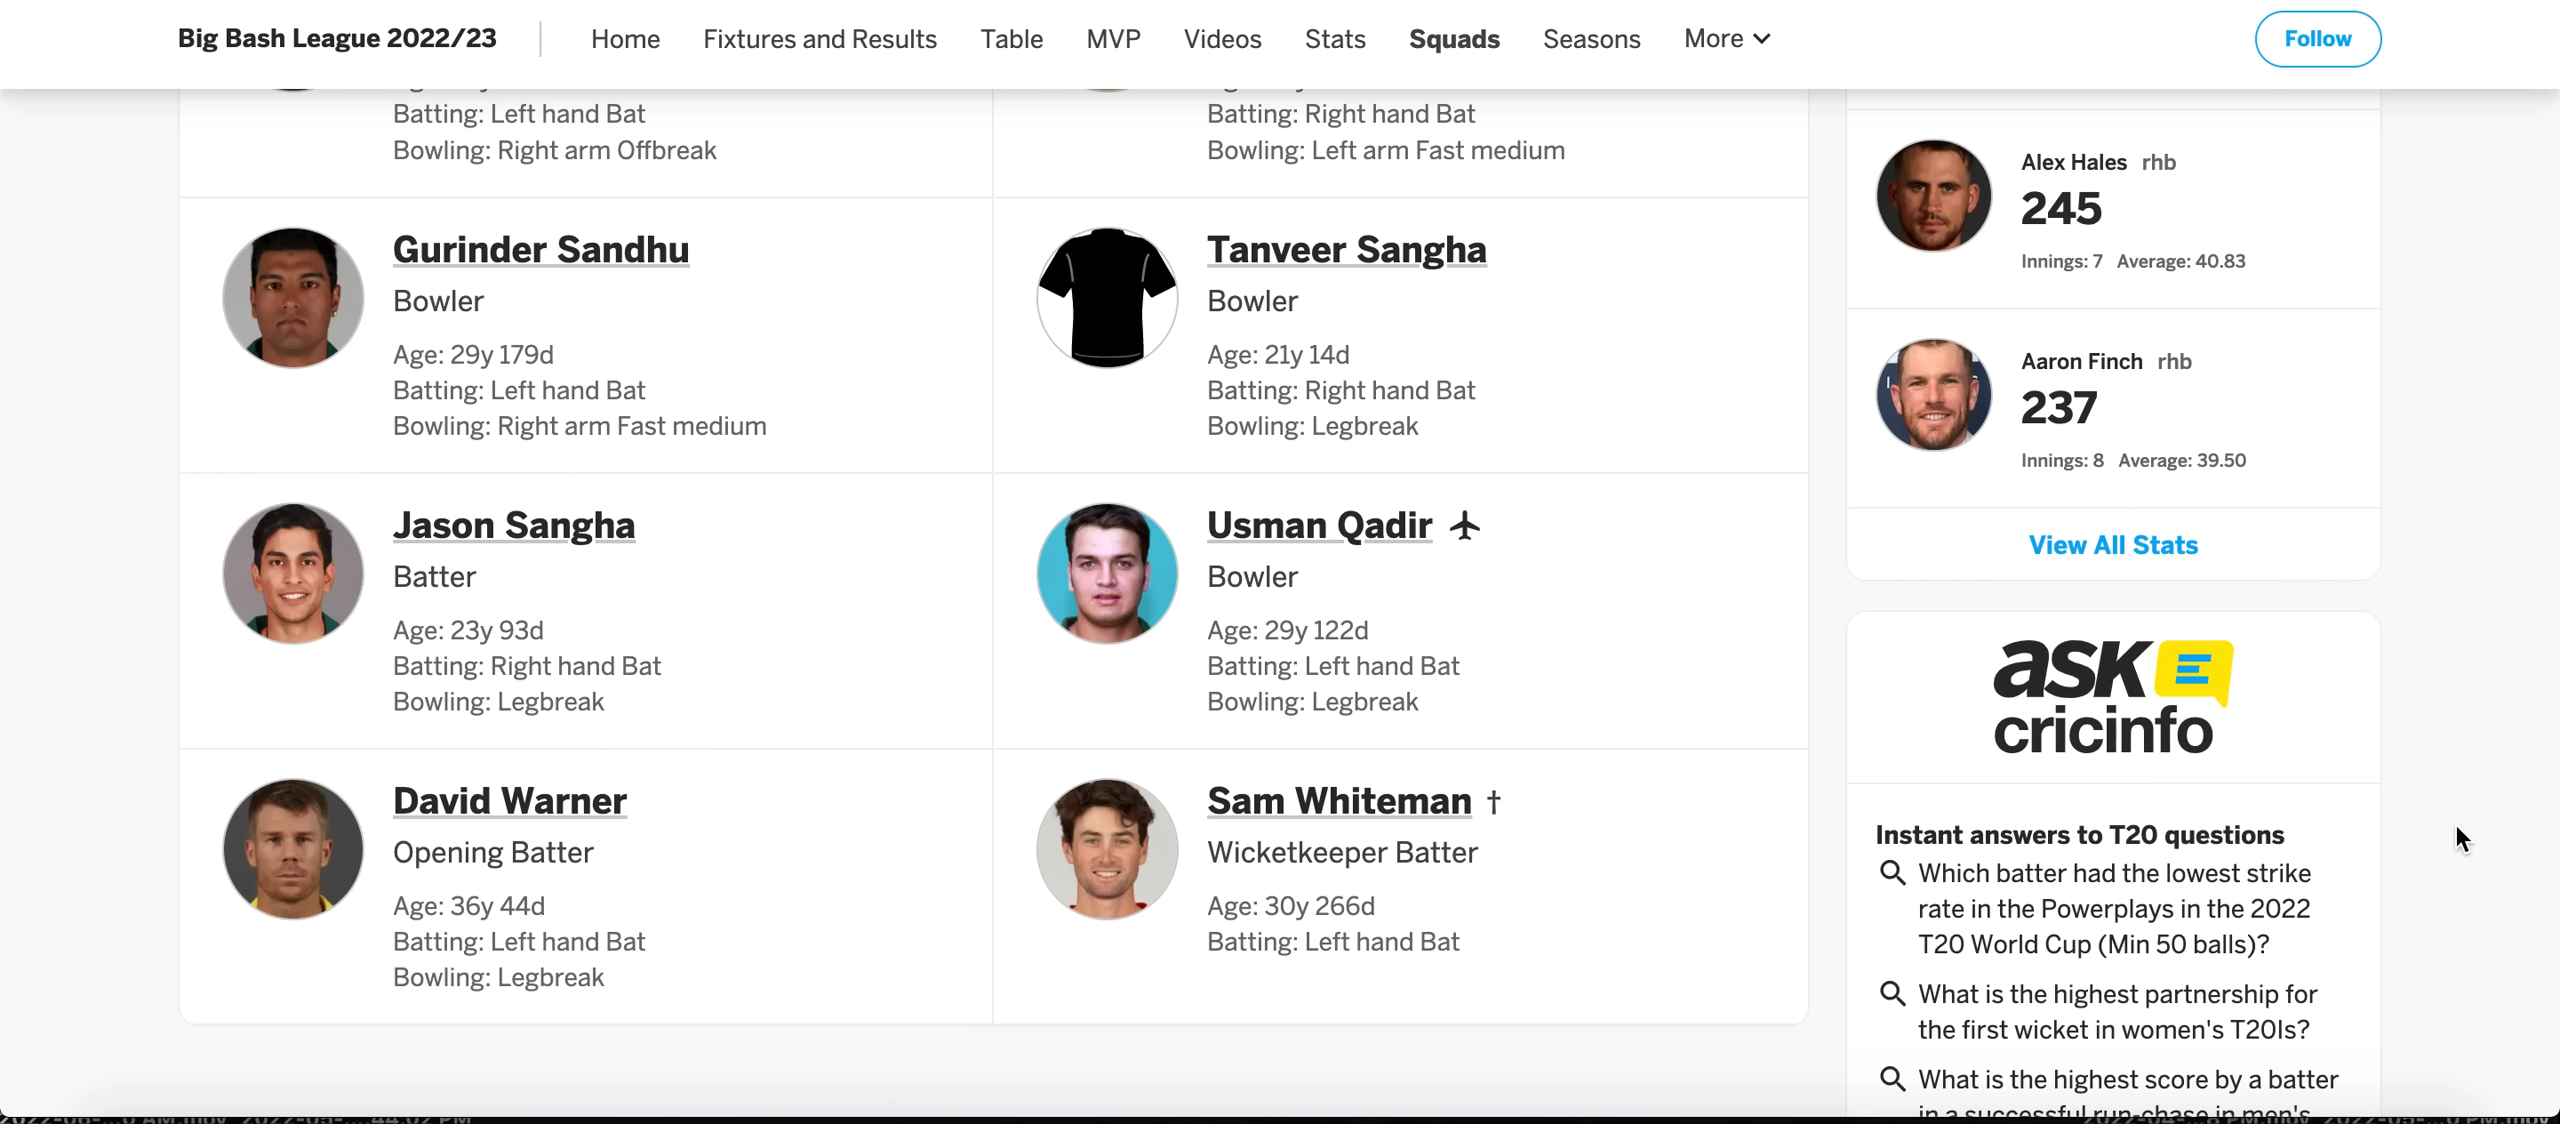 Big Bash League 2022/23
Home
Fixtures and Results
Table
MVP
Videos
Stats
Squads
Seasons
More
Follow
Batting: Left hand Bat
Bowling: Right arm Offbreak
Batting: Right hand Bat
Bowling: Left arm Fast medium
Gurinder Sandhu
Bowler
Age: 29y 179d
Batting: Left hand Bat
Bowling: Right arm Fast medium
Tanveer Sangha
Bowler
Age: 21y 14d
Batting: Right hand Bat
Bowling: Legbreak
Jason Sangha
Batter
Age: 23y 93d
Batting: Right hand Bat
Bowling: Legbreak
Usman Qadir
Bowler
Age: 29y 122d
Batting: Left hand Bat
Bowling: Legbreak
David Warner
Opening Batter
Age: 36y 44d
Batting: Left hand Bat
Bowling: Legbreak
Sam Whiteman †
Wicketkeeper Batter
Age: 30y 266d
Batting: Left hand Bat
Alex Hales rhb
245
Innings: 7 Average: 40.83
Aaron Finch rhb
237
Innings: 8 Average: 39.50
View All Stats
ask E
cricinfo
Instant answers to T20 questions
Which batter had the lowest strike
rate in the Powerplays in the 2022
T20 World Cup (Min 50 balls)?
What is the highest partnership for
the first wicket in women's T20Is?
What is the highest score by a batter
in a successful run-chase in men's